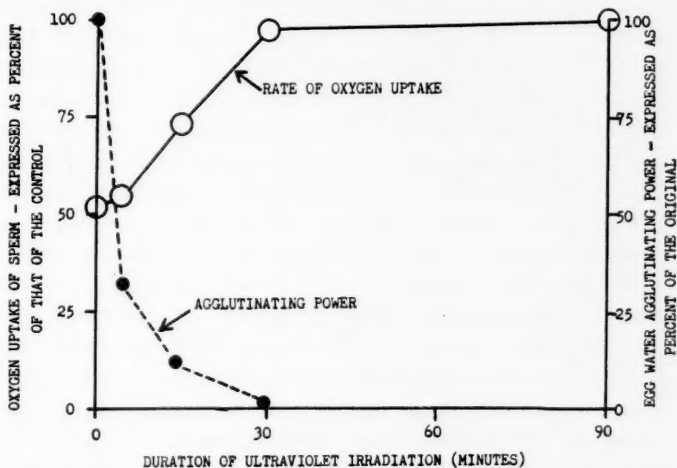 OXYGEN UPTAKE OF SPERM - EXPRESSED AS PERCENT
OF THAT OF THE CONTROL
100
75
50
25
0
RATE OF OXYGEN UPTAKE
AGGLUTINATING POWER
100
75
50
25
0
EGG WATER AGGLUTINATING POWER - EXPRESSED AS
PERCENT OF THE ORIGINAL
0
30
60
90
DURATION OF ULTRAVIOLET IRRADIATION (MINUTES)